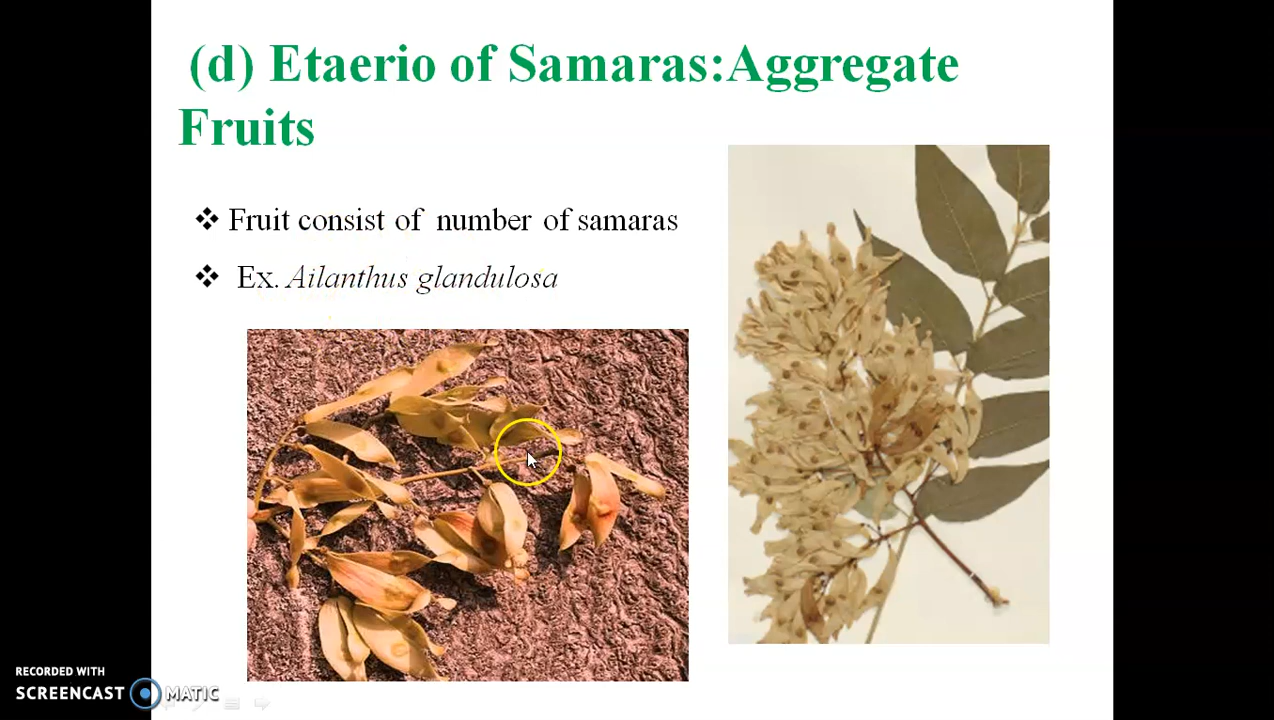 (d) Etaerio of Samaras:Aggregate
Fruits
❖ Fruit consist of number of samaras
❖ Ex. Ailanthus glandulosa
RECORDED WITH
SCREENCAST MATIC